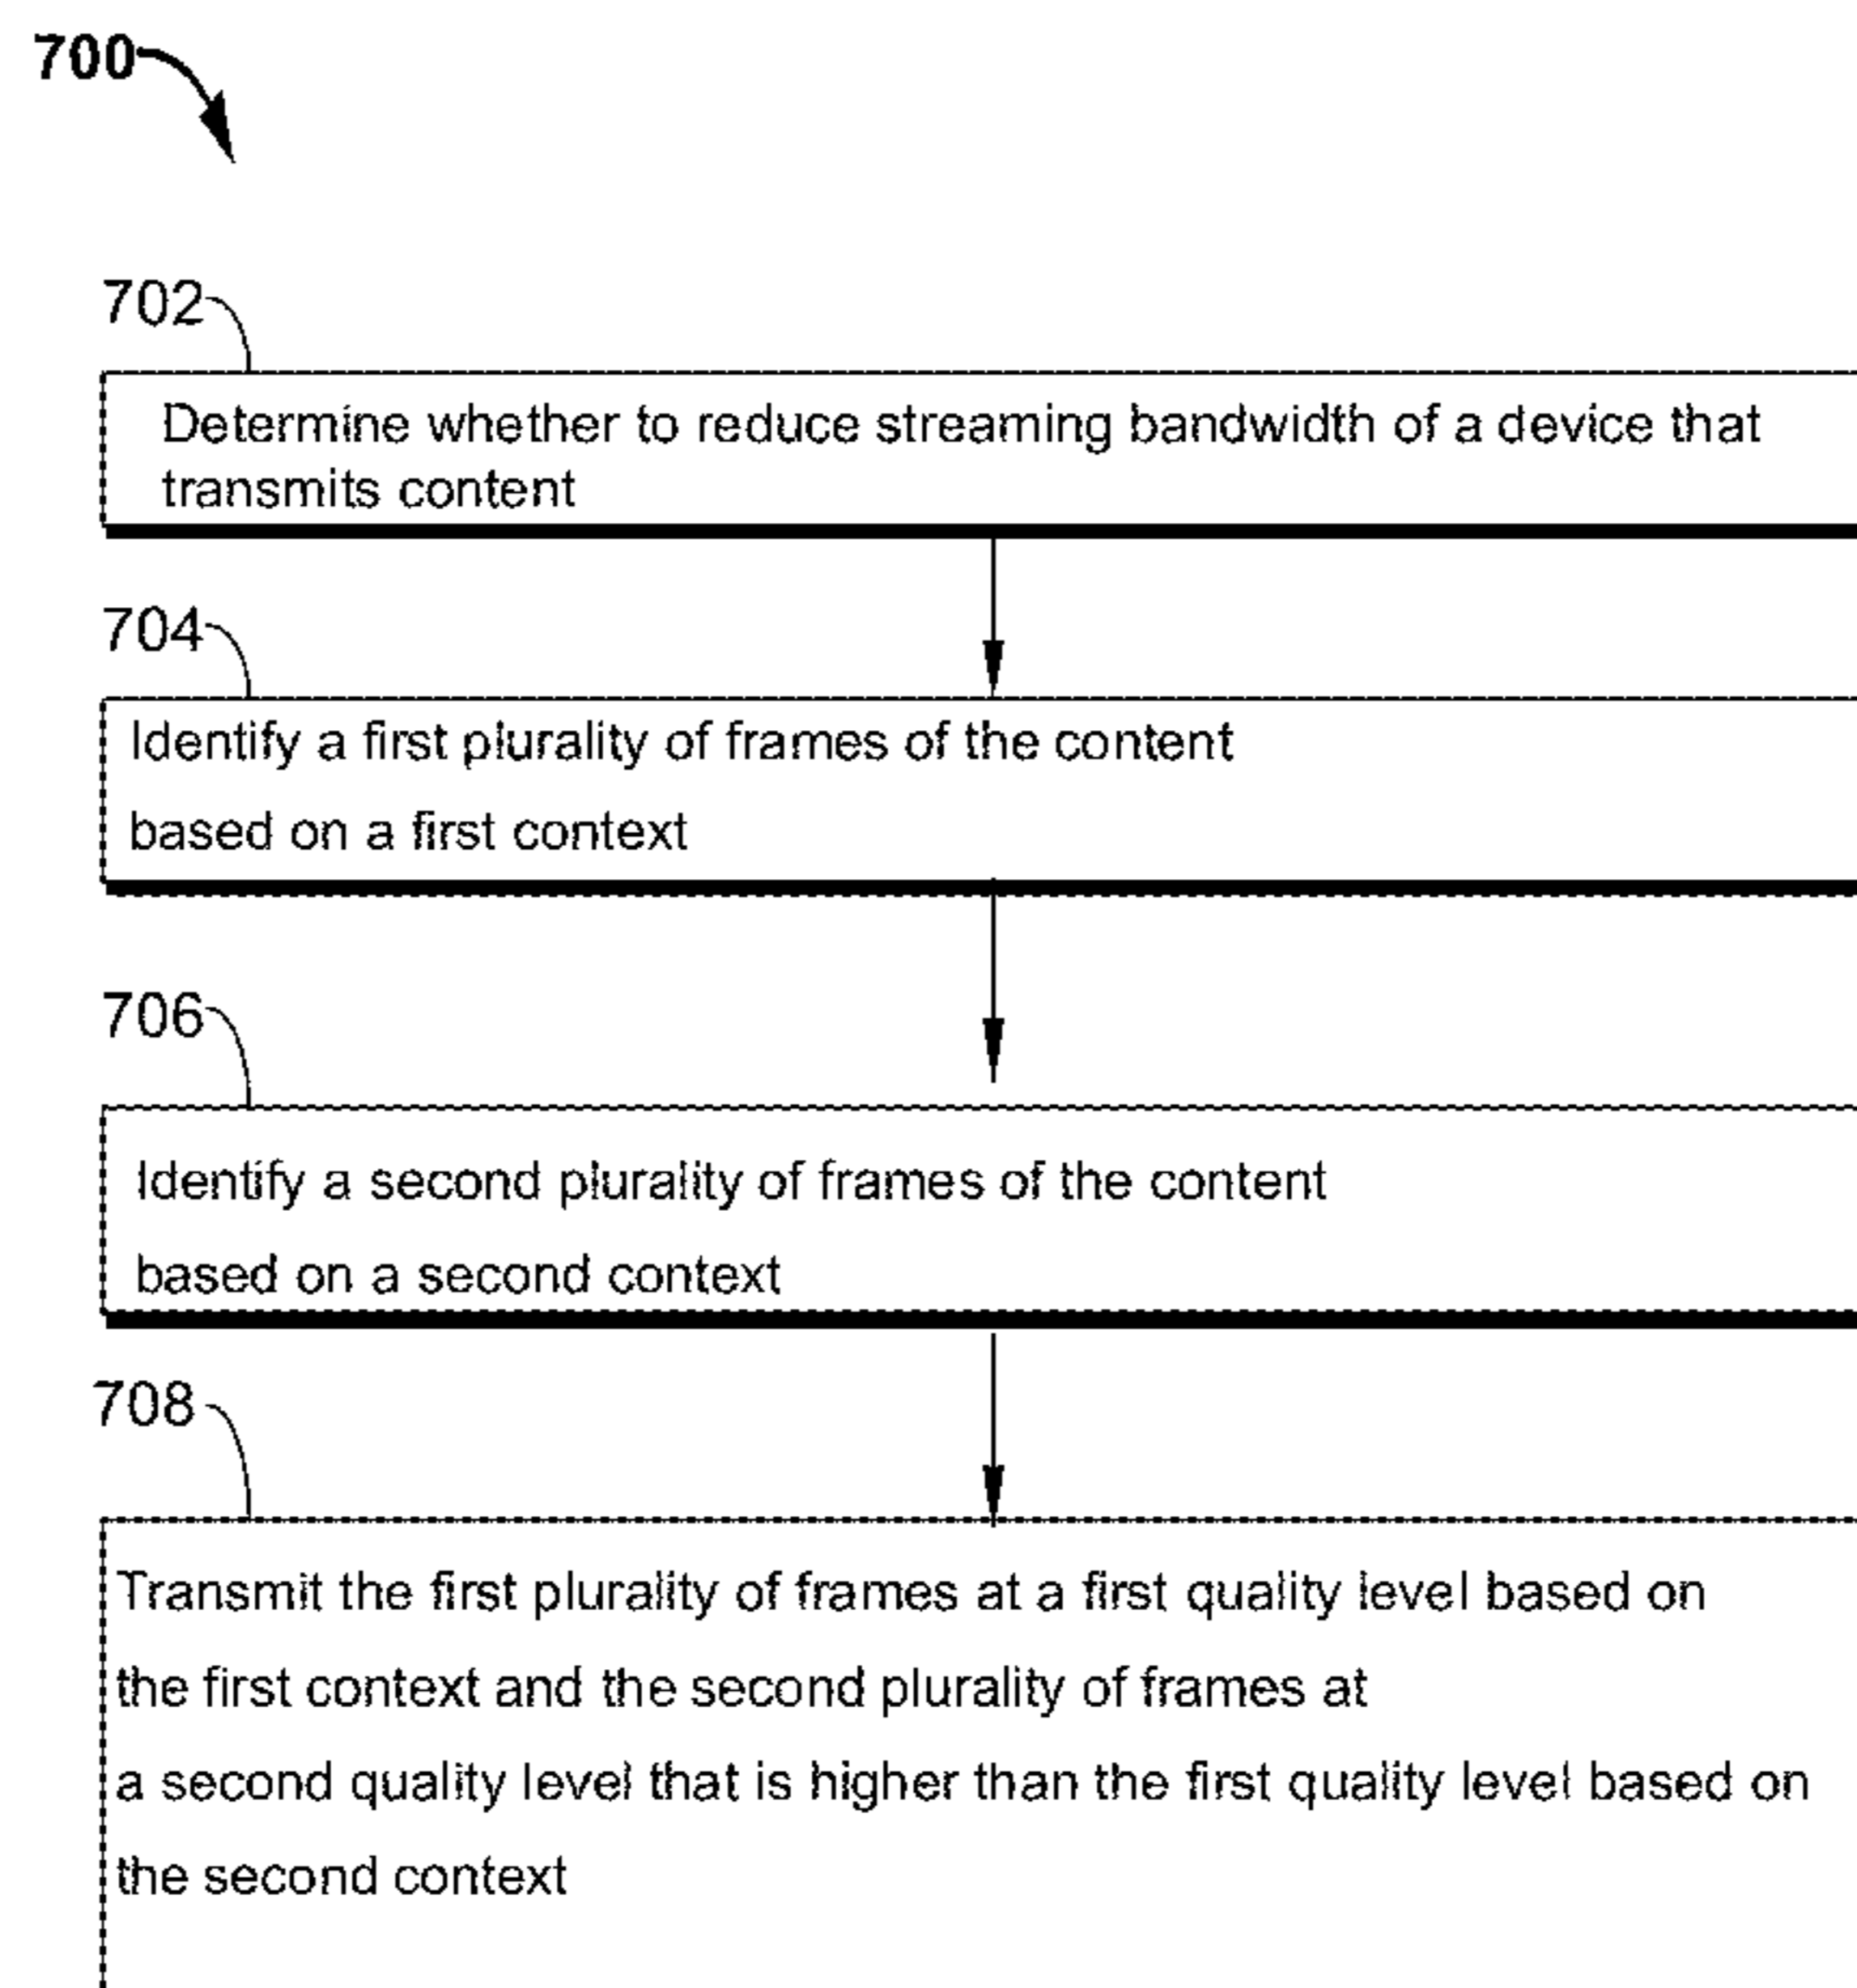 700
702
Determine whether to reduce streaming bandwidth of a device that
transmits content
704
Identify a first plurality of frames of the content
based on a first context
706
Identify a second plurality of frames of the content
based on a second context
708
Transmit the first plurality of frames at a first quality level based on
the first context and the second plurality of frames at
a second quality level that is higher than the first quality level based on
the second context